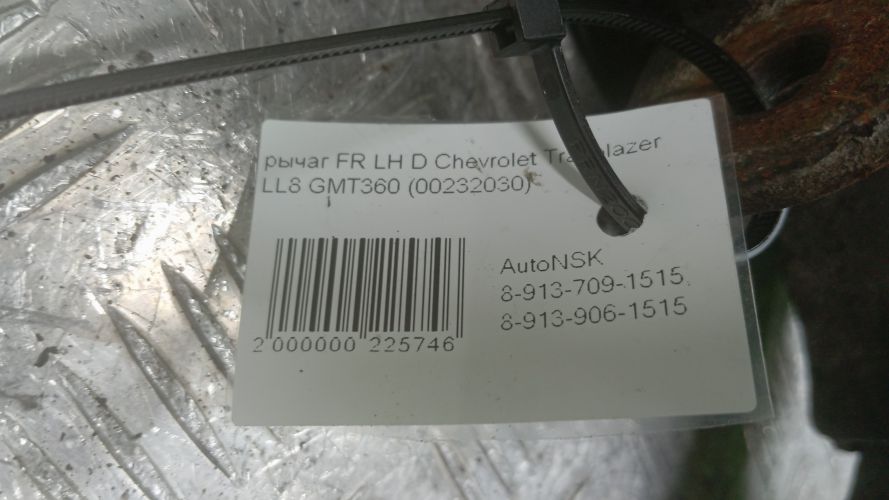 рычаг FR LH D Chevrolet Trailblazer
LL8 GMT360 (00232030)
AutoNSK
8-913-709-1515,
8-913-906-1515
2 000000 225746